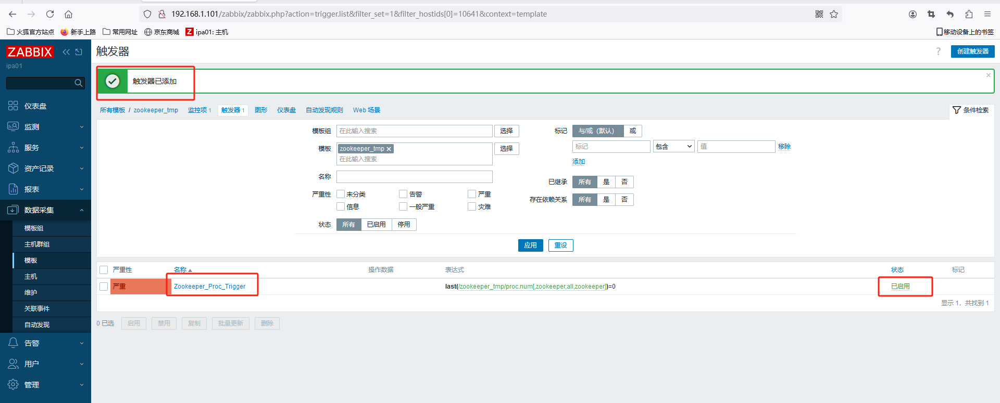 192.168.1.101/zabbix/zabbix.php?action=trigger.list&filter_set=1&filter_hostids[0]=10641&context=template
火狐官方站点 新手上路 常用网址 京东商城 Z ipa01: 主机 移动设备上的书签
ZABBIX
ipa01
仪表盘
监测
服务
资产记录
报表
数据采集
模板组
主机群组
模板
主机
维护
关联事件
自动发现
告警
用户
管理
触发器
? 创建触发器
触发器已添加
所有模板 / zookeeper_tmp 监控项 1 触发器 1 图形 仪表盘 自动发现规则 Web 场景 条件检索
模板组 在此输入搜索 选择
模板 zookeeper_tmp 选择
在此输入搜索
名称
严重性 未分类 告警 严重
信息 一般严重 灾难
状态 所有 已启用 停用
标记 与/或（默认） 或
标记 包含 值 移除
添加
已继承 所有 是 否
存在依赖关系 所有 是 否
应用 重设
严重性 名称 操作数据 表达式 状态 标记
严重 Zookeeper_Proc_Trigger last(/zookeeper_tmp/proc.num[,zookeeper,all,zookeeper])=0 已启用
显示 1，共找到 1
0 已选 启用 禁用 复制 批量更新 删除